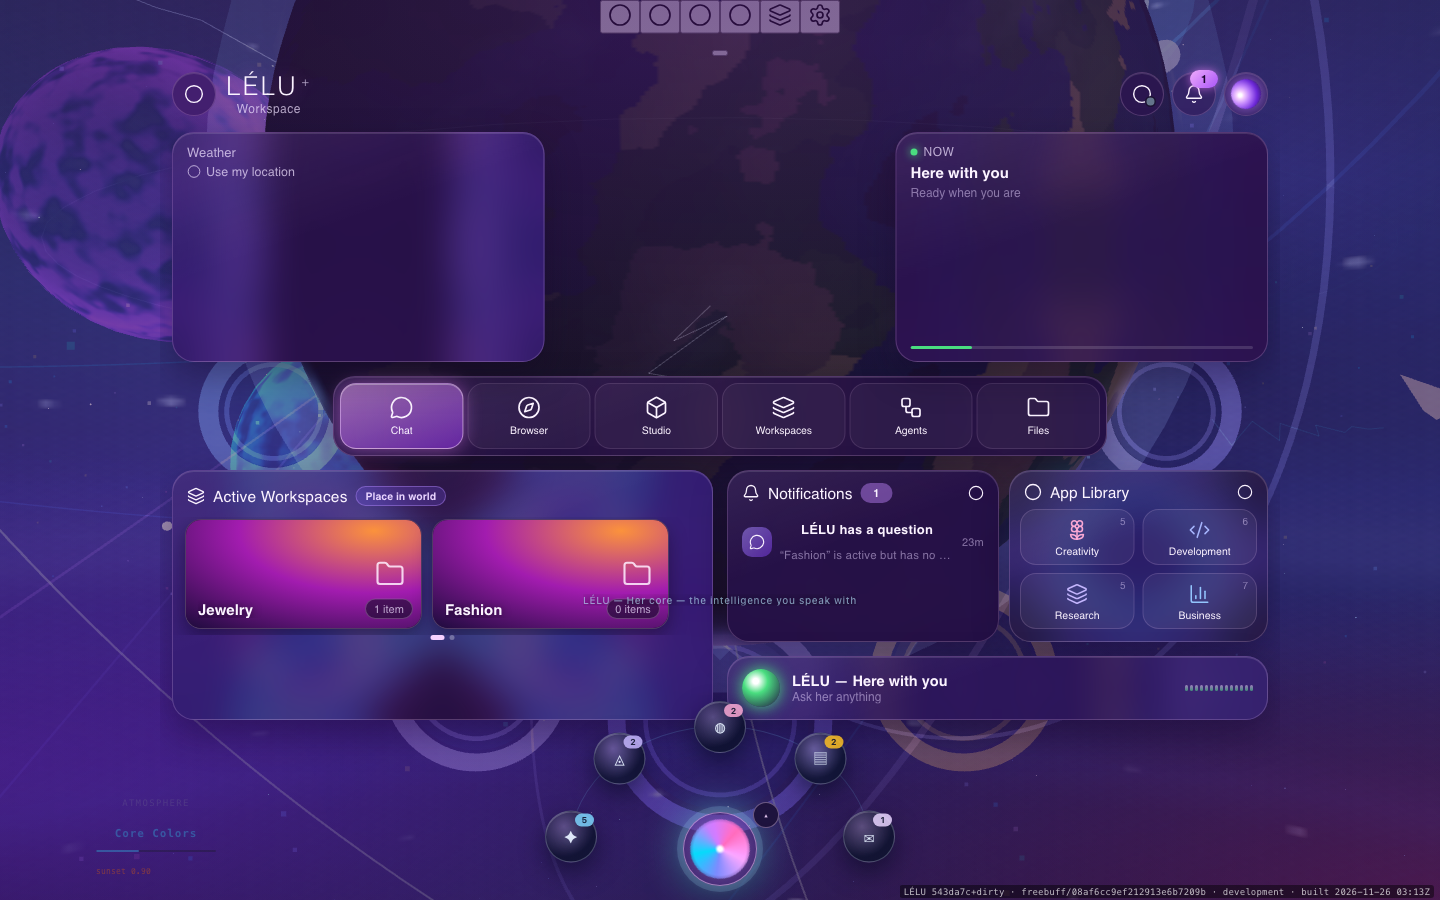 LÉLU +
Workspace
1
Weather
Use my location
NOW
Here with you
Ready when you are
Chat
Browser
Studio
Workspaces
Agents
Files
Active Workspaces
Place in world
Jewelry
1 item
Fashion
0 items
Notifications
1
LÉLU has a question
“Fashion” is active but has no …
23m
App Library
Creativity
5
Development
6
Research
5
Business
7
LÉLU — Her core — the intelligence you speak with
LÉLU — Here with you
Ask her anything
2
2
2
5
1
ATMOSPHERE
Core Colors
sunset 0.90
LÉLU 543da7c+dirty · freebuff/08af6cc9ef212913e6b7209b · development · built 2026-11-26 03:13Z